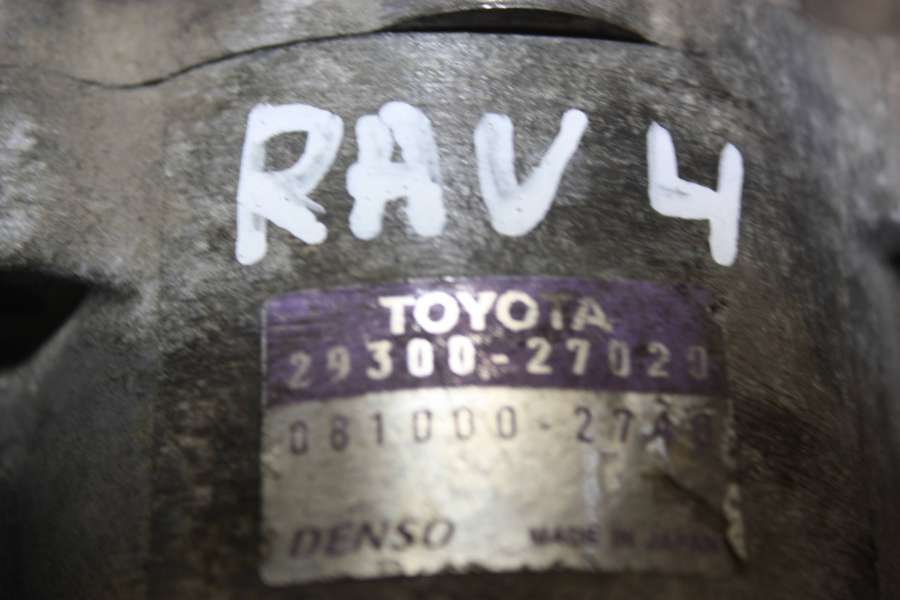 RAV 4
TOYOTA
29300-27020
DENSO MADE IN JAPAN